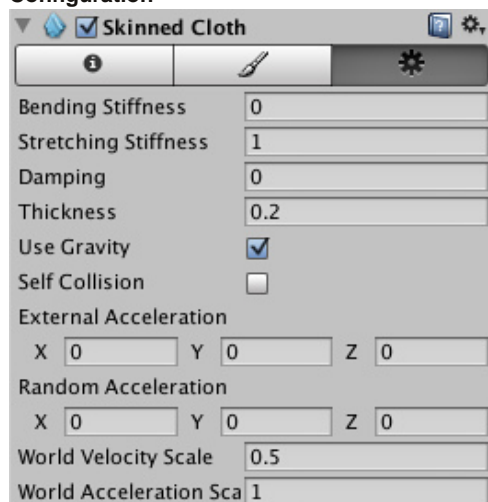 Skinned Cloth
Bending Stiffness 0
Stretching Stiffness 1
Damping 0
Thickness 0.2
Use Gravity
Self Collision
External Acceleration
X 0 Y 0 Z 0
Random Acceleration
X 0 Y 0 Z 0
World Velocity Scale 0.5
World Acceleration Sca 1